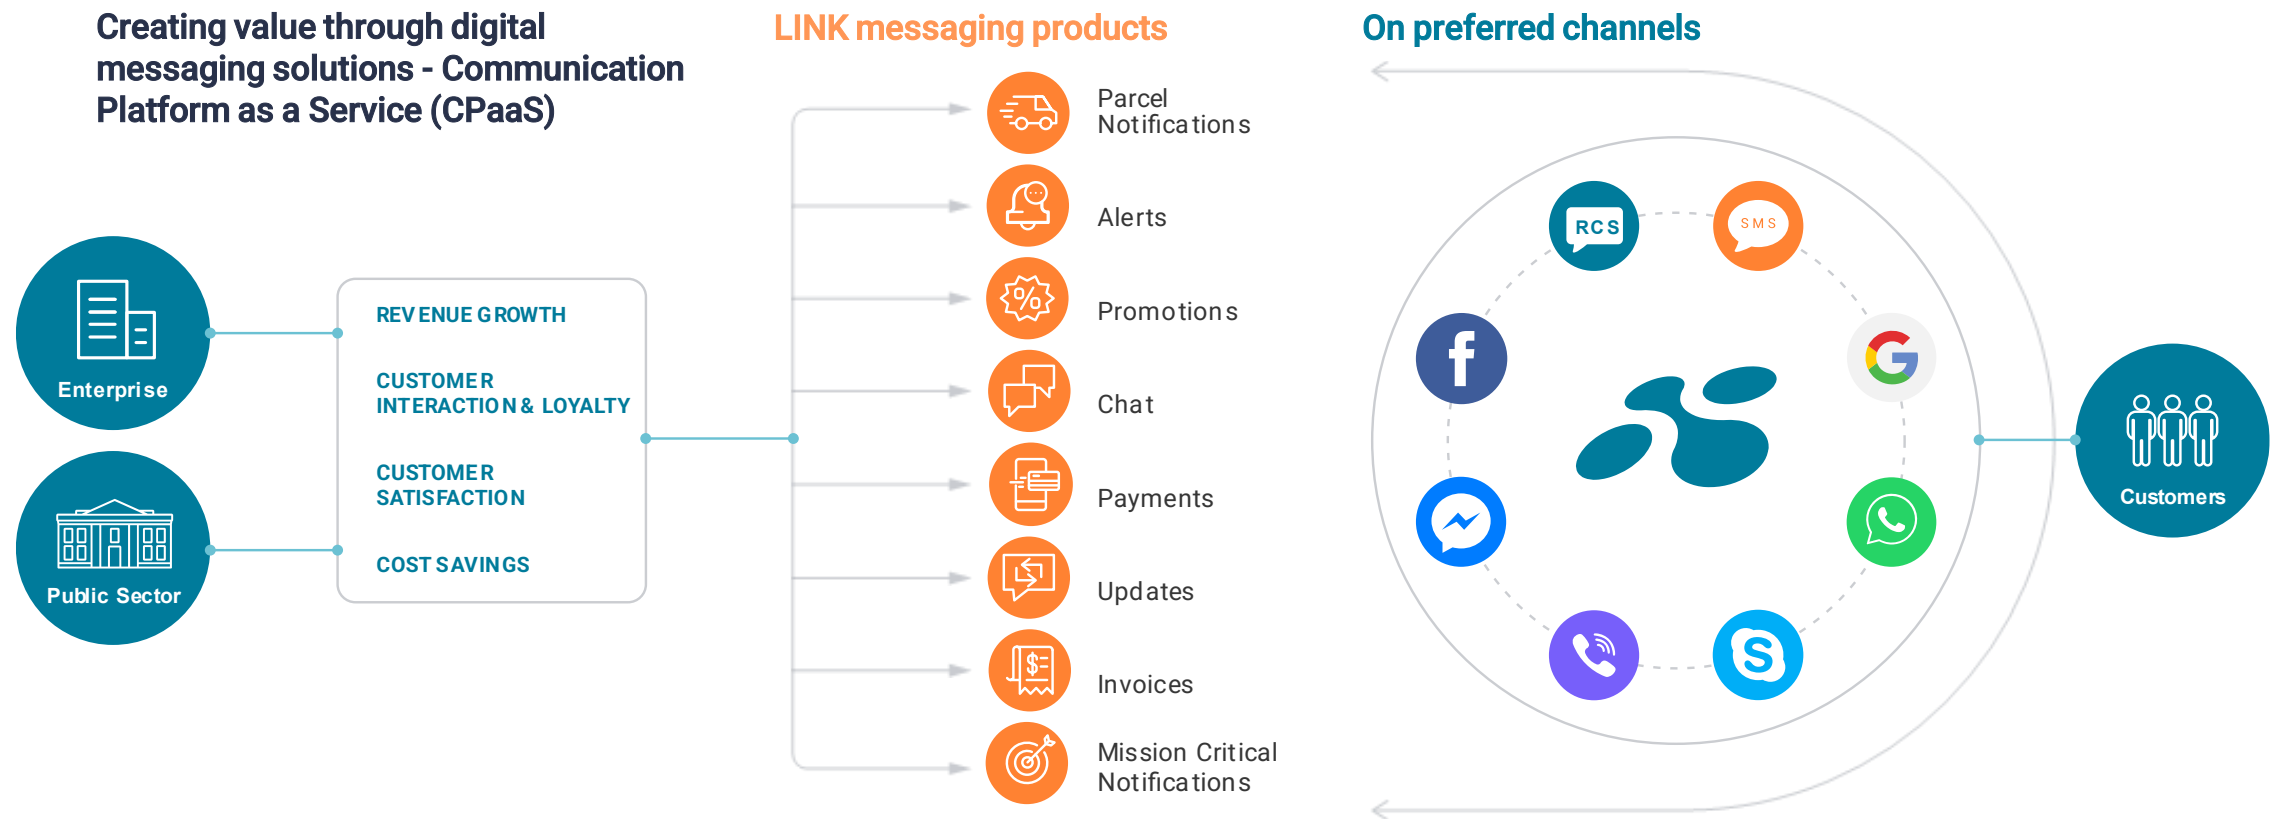 Creating value through digital
messaging solutions - Communication
Platform as a Service (CPaaS)
Enterprise
Public Sector
REVENUE GROWTH
CUSTOMER
INTERACTION & LOYALTY
CUSTOMER
SATISFACTION
COST SAVINGS
LINK messaging products
Parcel
Notifications
Alerts
Promotions
Chat
Payments
Updates
Invoices
Mission Critical
Notifications
On preferred channels
RCS
SMS
Customers